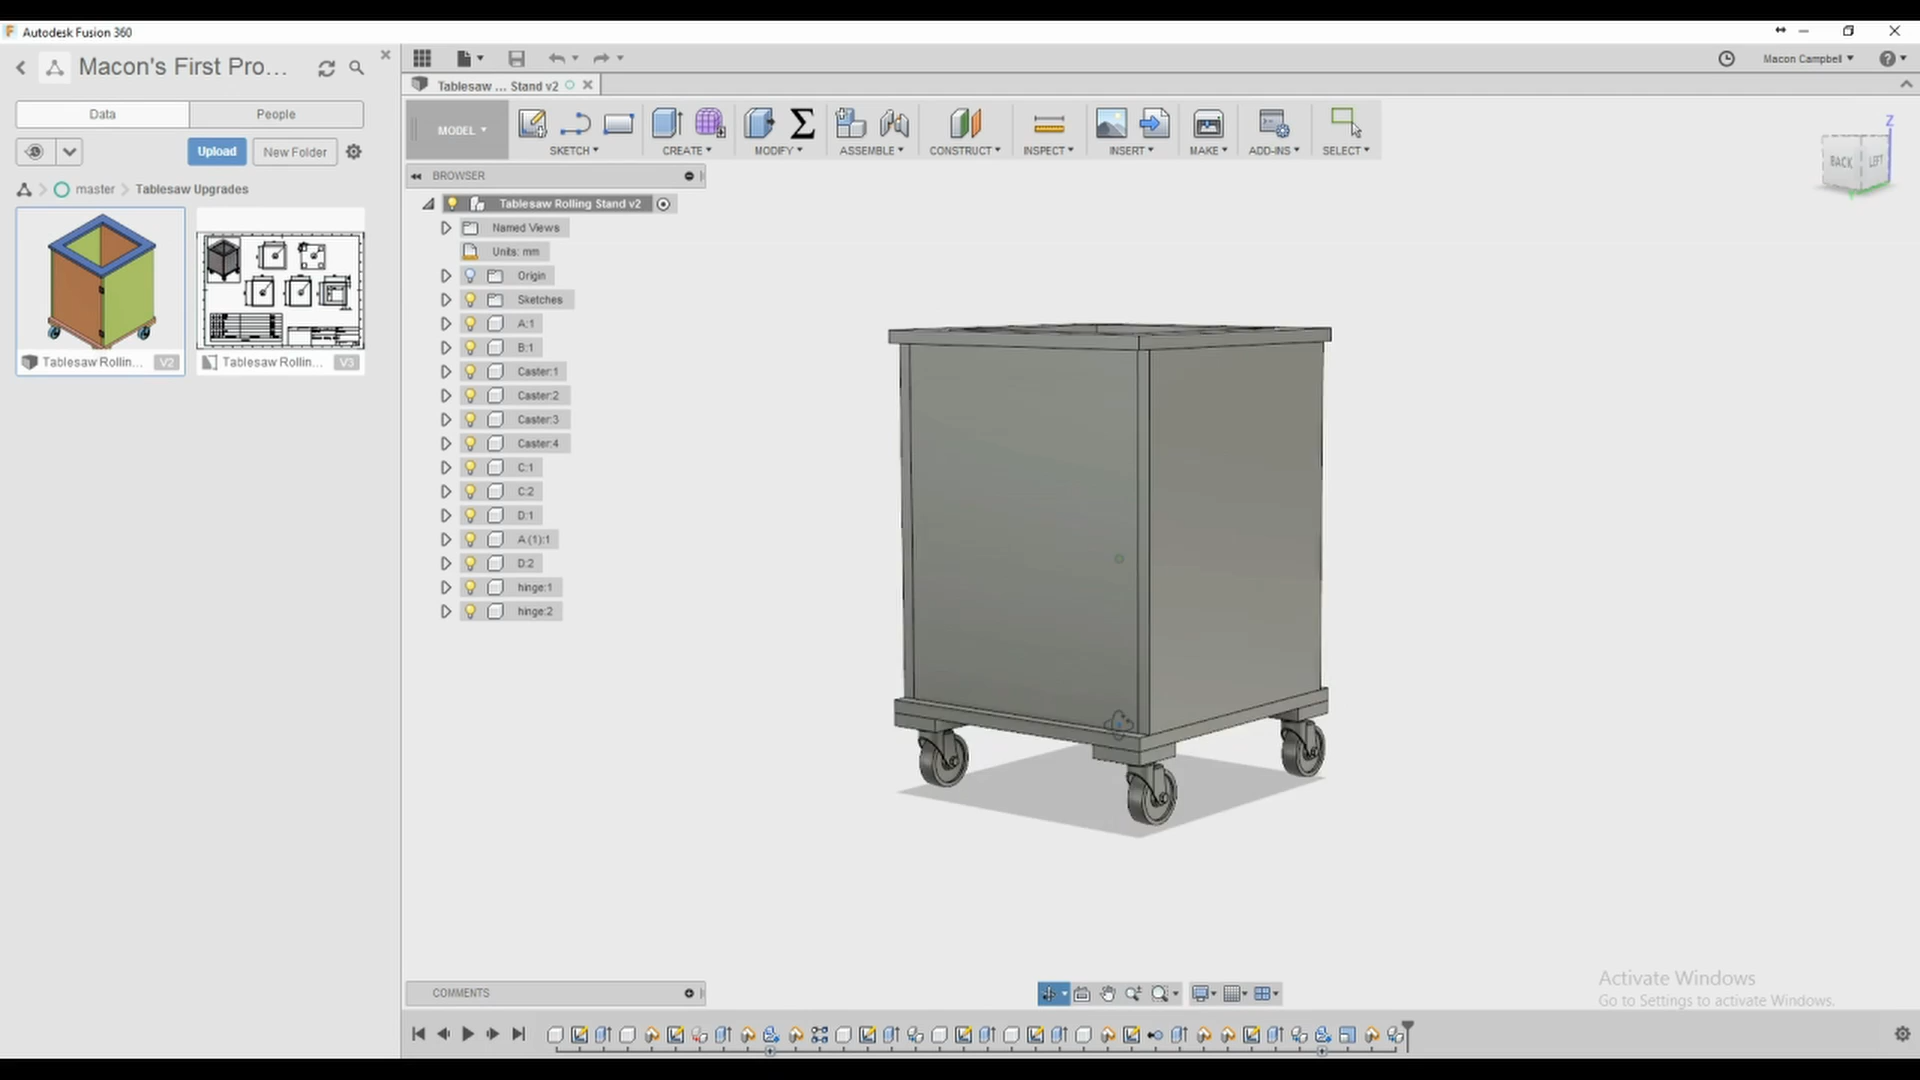 Autodesk Fusion 360
Macon's First Pro...
Macon Campbell
Tablesaw ... Stand v2
Data
People
MODEL
SKETCH
CREATE
MODIFY
ASSEMBLE
CONSTRUCT
INSPECT
INSERT
MAKE
ADD-INS
SELECT
Z
BACK
LEFT
Upload
New Folder
BROWSER
master
Tablesaw Upgrades
Tablesaw Rolling Stand v2
Named Views
Units: mm
Origin
Sketches
A:1
B:1
Tablesaw Rollin...
V2
Tablesaw Rollin...
V3
Caster:1
Caster:2
Caster:3
Caster:4
C:1
C:2
D:1
A (1):1
D:2
hinge:1
hinge:2
COMMENTS
Activate Windows
Go to Settings to activate Windows.